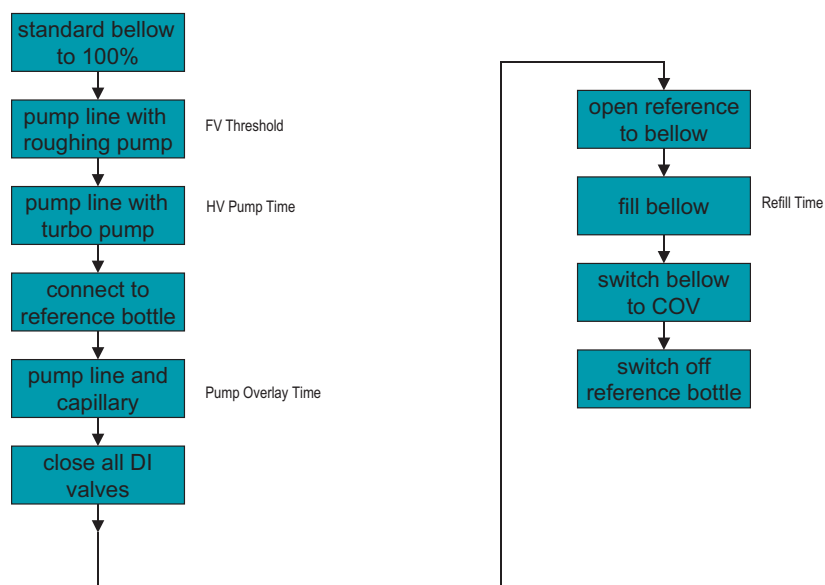 standard bellow
to 100%
pump line with
roughing pump
FV Threshold
pump line with
turbo pump
HV Pump Time
connect to
reference bottle
pump line and
capillary
Pump Overlay Time
close all DI
valves
open reference
to bellow
fill bellow
Refill Time
switch bellow
to COV
switch off
reference bottle